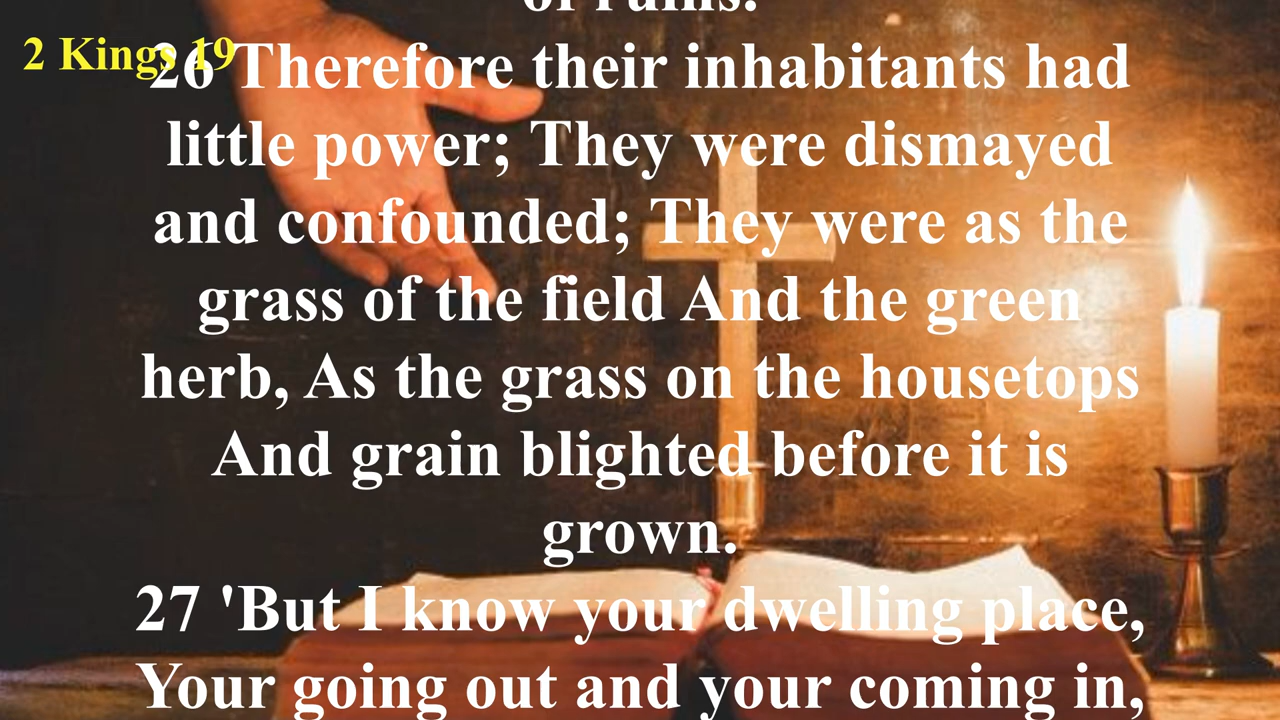 of ruins.
2 Kings 19
26 Therefore their inhabitants had
little power; They were dismayed
and confounded; They were as the
grass of the field And the green
herb, As the grass on the housetops
And grain blighted before it is
grown.
27 'But I know your dwelling place,
Your going out and your coming in,